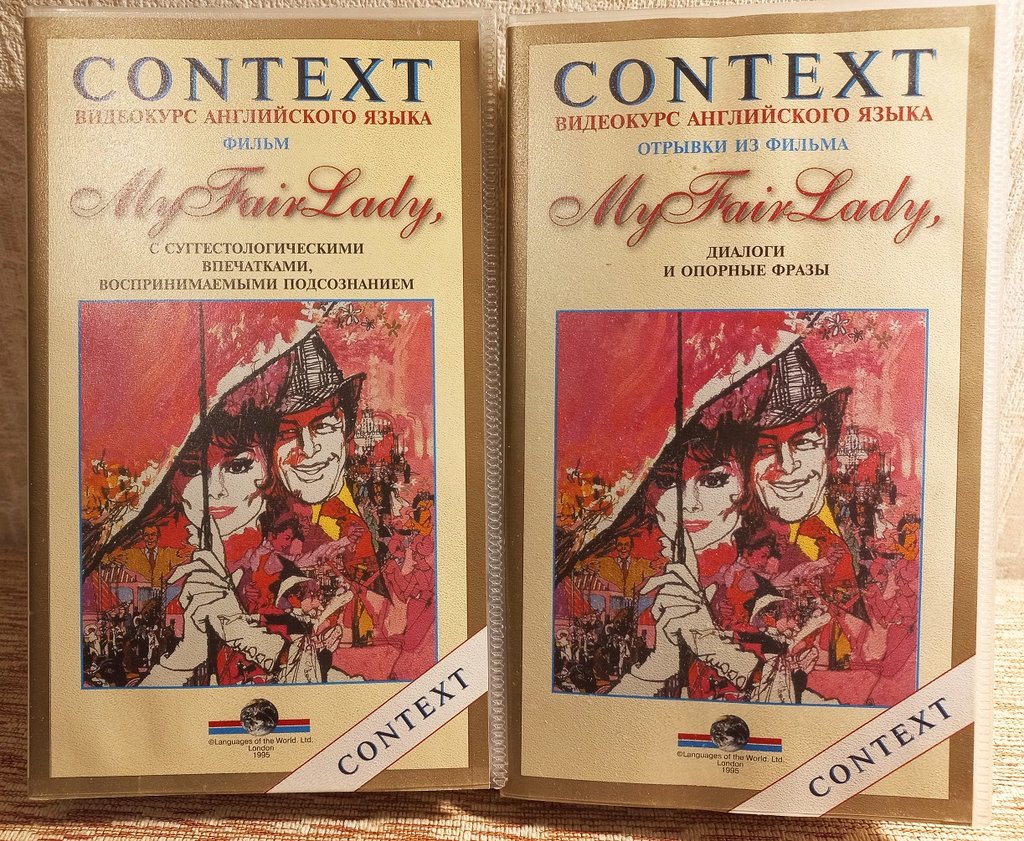 CONTEXT
ВИДЕОКУРС АНГЛИЙСКОГО ЯЗЫКА
ФИЛЬМ
My Fair Lady,
С СУГГЕСТОЛОГИЧЕСКИМИ
ВПЕЧАТКАМИ,
ВОСПРИНИМАЕМЫМИ ПОДСОЗНАНИЕМ
©Languages of the World. Ltd.
London
1995
CONTEXT
CONTEXT
ВИДЕОКУРС АНГЛИЙСКОГО ЯЗЫКА
ОТРЫВКИ ИЗ ФИЛЬМА
My Fair Lady,
ДИАЛОГИ
И ОПОРНЫЕ ФРАЗЫ
©Languages of the World. Ltd.
London
1995
CONTEXT